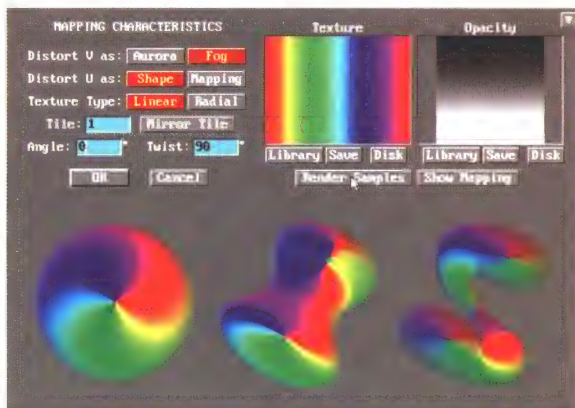 MAPPING CHARACTERISTICS
Distort V as: Aurora Fog
Distort U as: Shape Mapping
Texture Type: Linear Radial
Tile: 1 Mirror Tile
Angle: 0° Twist: 90°
OK Cancel
Texture
Library Save Disk
Render Samples
Opacity
Library Save Disk
Show Mapping